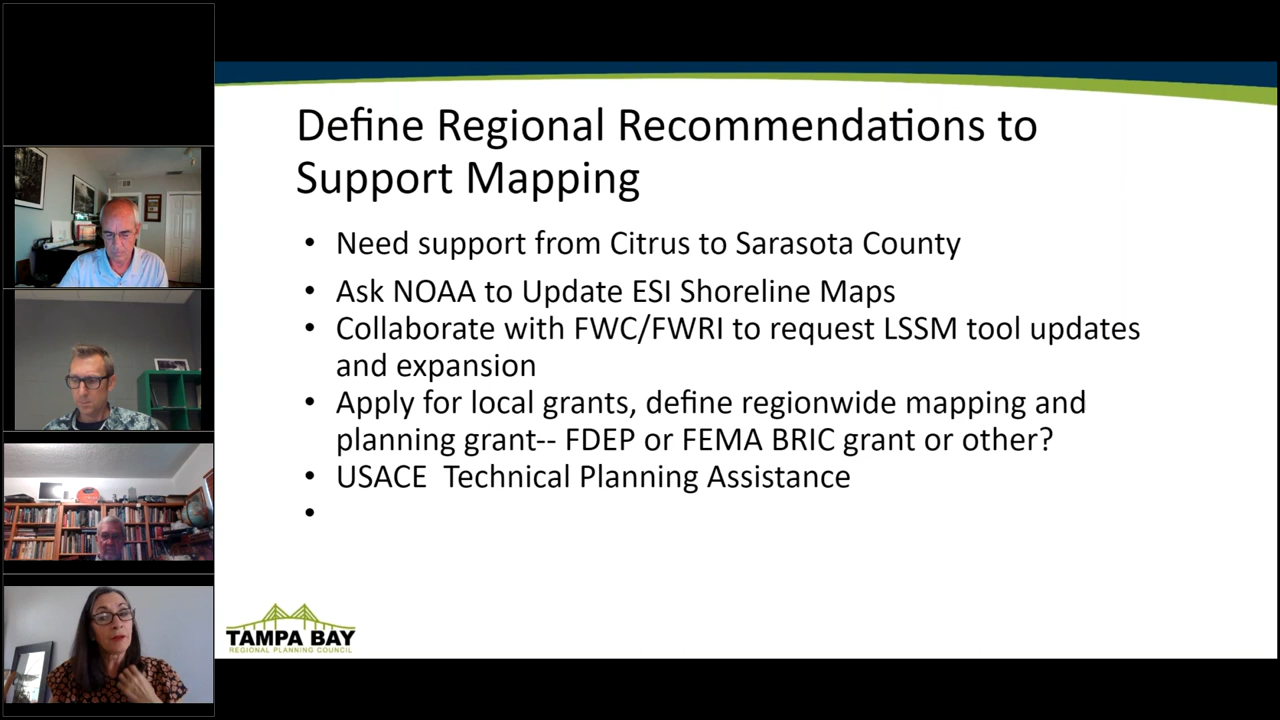 Define Regional Recommendations to
Support Mapping
• Need support from Citrus to Sarasota County
• Ask NOAA to Update ESI Shoreline Maps
• Collaborate with FWC/FWRI to request LSSM tool updates
and expansion
• Apply for local grants, define regionwide mapping and
planning grant-- FDEP or FEMA BRIC grant or other?
• USACE  Technical Planning Assistance
•
TAMPA BAY
REGIONAL PLANNING COUNCIL